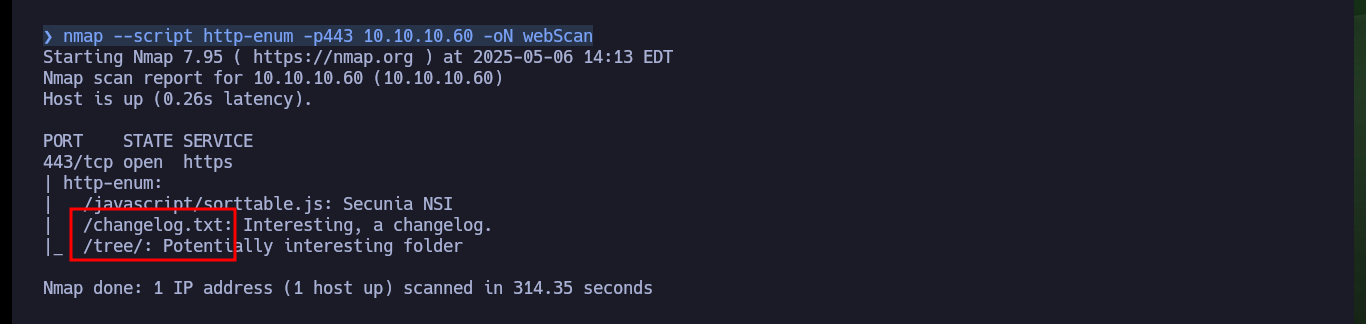 ❯ nmap --script http-enum -p443 10.10.10.60 -oN webScan
Starting Nmap 7.95 ( https://nmap.org ) at 2025-05-06 14:13 EDT
Nmap scan report for 10.10.10.60 (10.10.10.60)
Host is up (0.26s latency).
PORT    STATE SERVICE
443/tcp open  https
| http-enum:
|   /javascript/sorttable.js: Secunia NSI
|   /changelog.txt: Interesting, a changelog.
|_  /tree/: Potentially interesting folder
Nmap done: 1 IP address (1 host up) scanned in 314.35 seconds